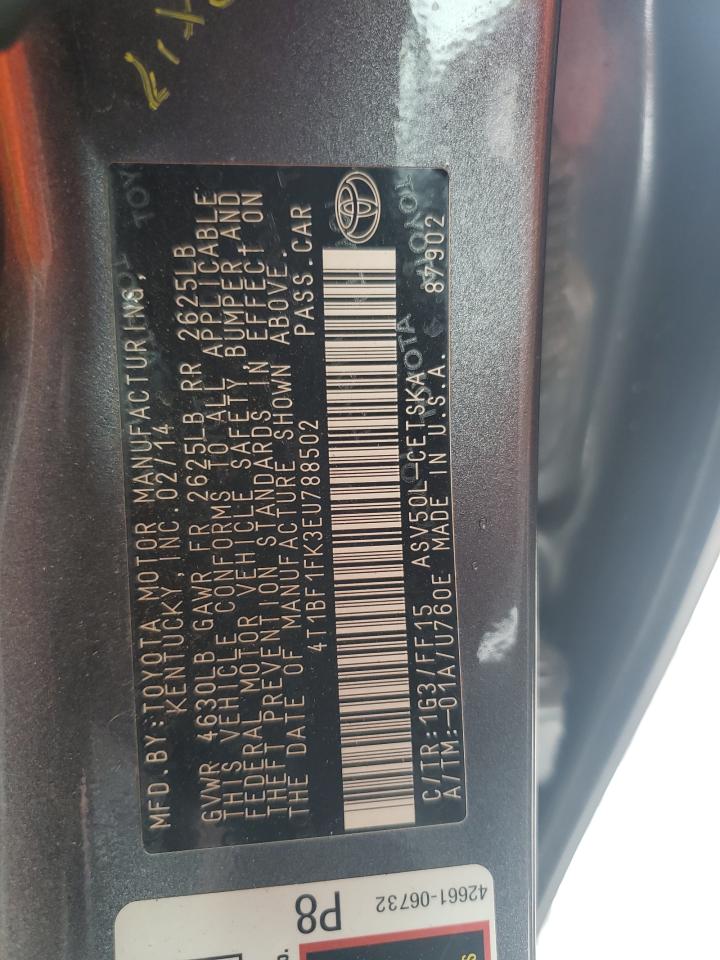 MFD.BY:TOYOTA MOTOR MANUFACTURING,
KENTUCKY, INC. 02/14
GVWR 4630LB GAWR FR 2625LB RR 2625LB
THIS VEHICLE CONFORMS TO ALL APPLICABLE
FEDERAL MOTOR VEHICLE SAFETY, BUMPER AND
THEFT PREVENTION STANDARDS IN EFFECT ON
THE DATE OF MANUFACTURE SHOWN ABOVE.
4T1BF1FK3EU788502 PASS.CAR
C/TR:1G3/FF15 ASV50L-CETSKA
A/TM:-01A/U760E MADE IN U.S.A. 87902
TOYOTA
42661-06732
P8